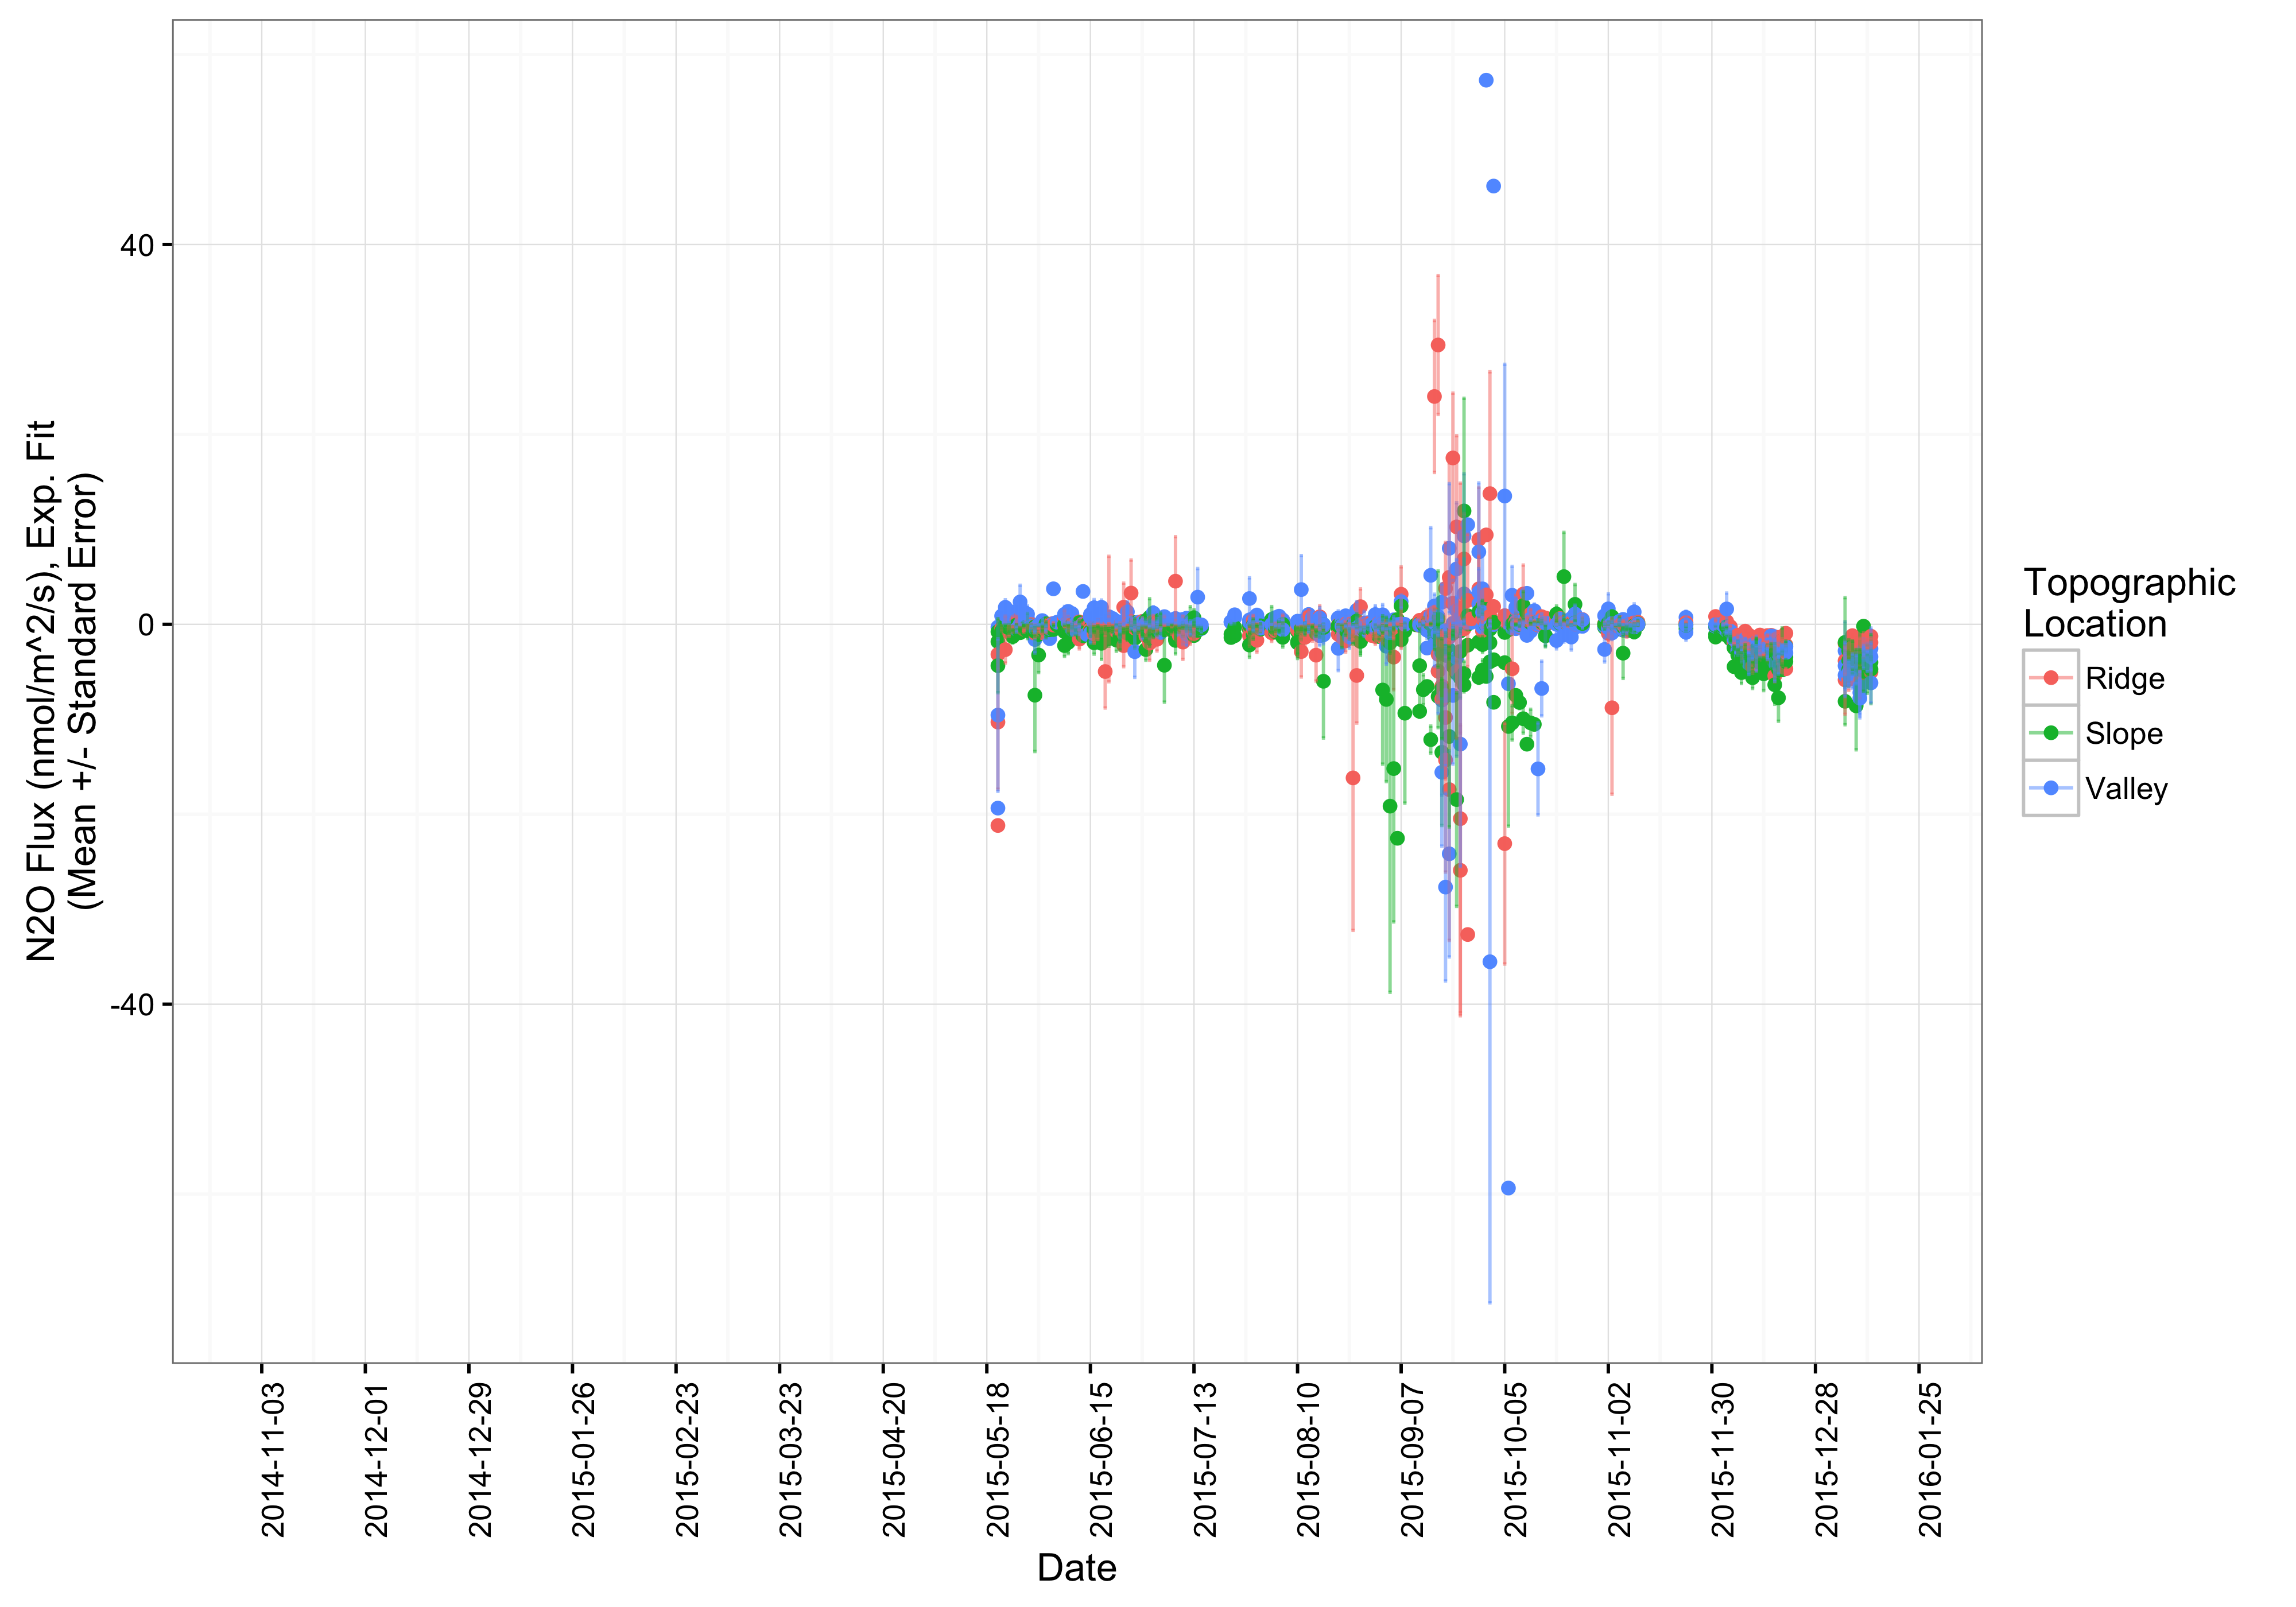 N2O Flux (nmol/m^2/s), Exp. Fit
(Mean +/- Standard Error)
40
0
-40
2014-11-03
2014-12-01
2014-12-29
2015-01-26
2015-02-23
2015-03-23
2015-04-20
2015-05-18
2015-06-15
2015-07-13
2015-08-10
2015-09-07
2015-10-05
2015-11-02
2015-11-30
2015-12-28
2016-01-25
Date
Topographic
Location
Ridge
Slope
Valley